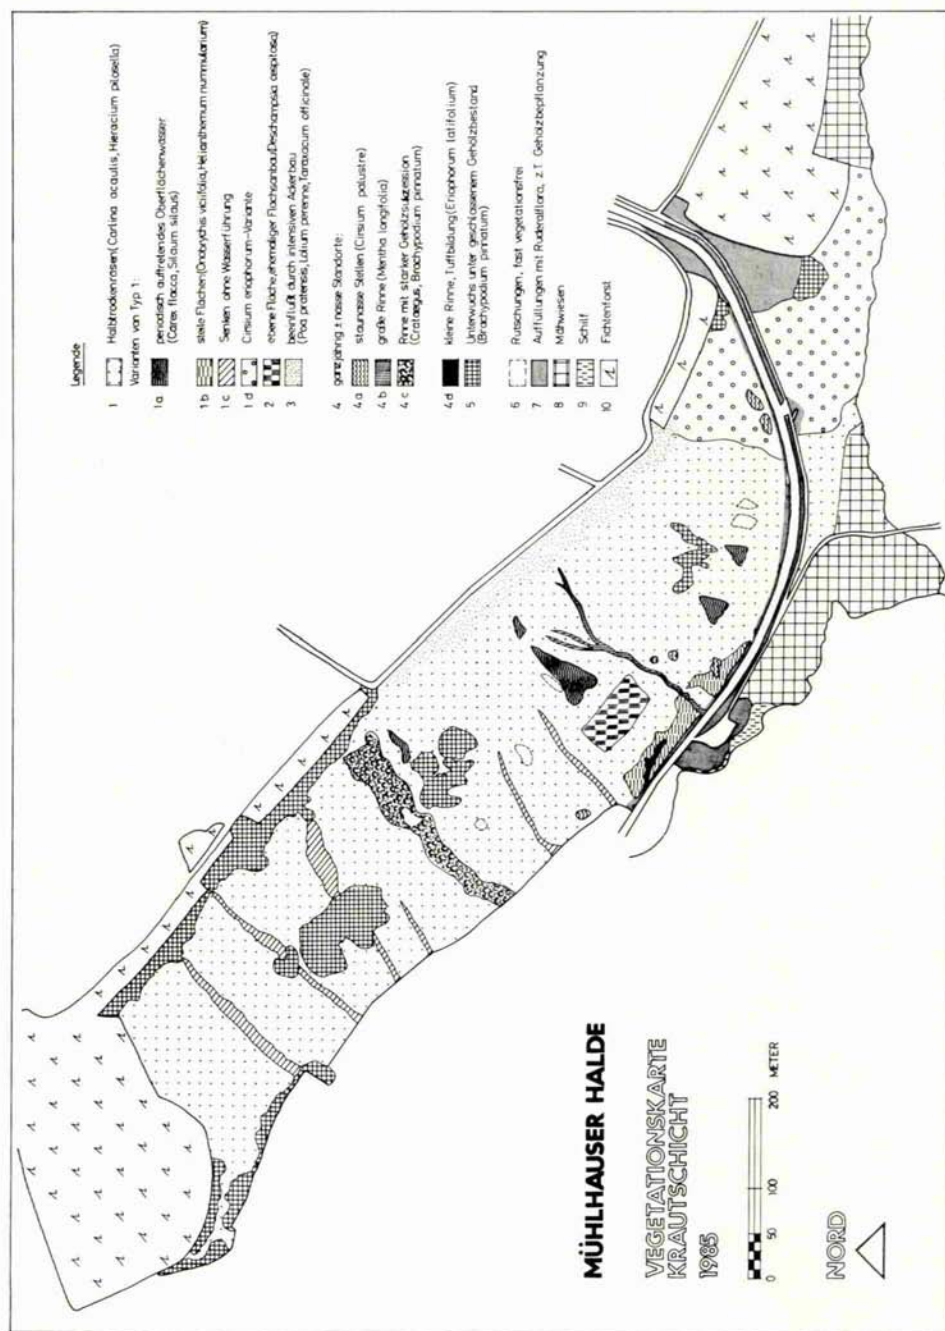 Legende
1 Halbtrockenrasen (Carlina acaulis, Hieracium pilosella)
Varianten von Typ 1:
1a periodisch auftretendes Oberflächenwasser
(Carex flacca, Silaum silaus)
1b steile Flächen (Onobrychis viciifolia, Helianthemum nummularium)
1c Senken ohne Wasserführung
1d Cirsium eriophorum-Variante
2 ebene Fläche, ehemaliger Flachsanbau (Deschampsia cespitosa)
3 beeinflußt durch intensiven Ackerbau
(Poa pratensis, Lolium perenne, Taraxacum officinale)
4 ganzjährig ± nasse Standorte:
4a staunasse Stellen (Cirsium palustre)
4b große Rinne (Mentha longifolia)
4c Rinne mit starker Gehölzsukzession
(Crataegus, Brachypodium pinnatum)
4d kleine Rinne, Tuffbildung (Eriophorum latifolium)
5 Unterwuchs unter geschlossenem Gehölzbestand
(Brachypodium pinnatum)
6 Rutschungen, fast vegetationsfrei
7 Auffüllungen mit Ruderalflora, z.T. Gehölzbepflanzung
8 Mähwiesen
9 Schilf
10 Fichtenforst
MÜHLHAUSER HALDE
VEGETATIONSKARTE
KRAUTSCHICHT
1985
0 50 100 200 METER
NORD